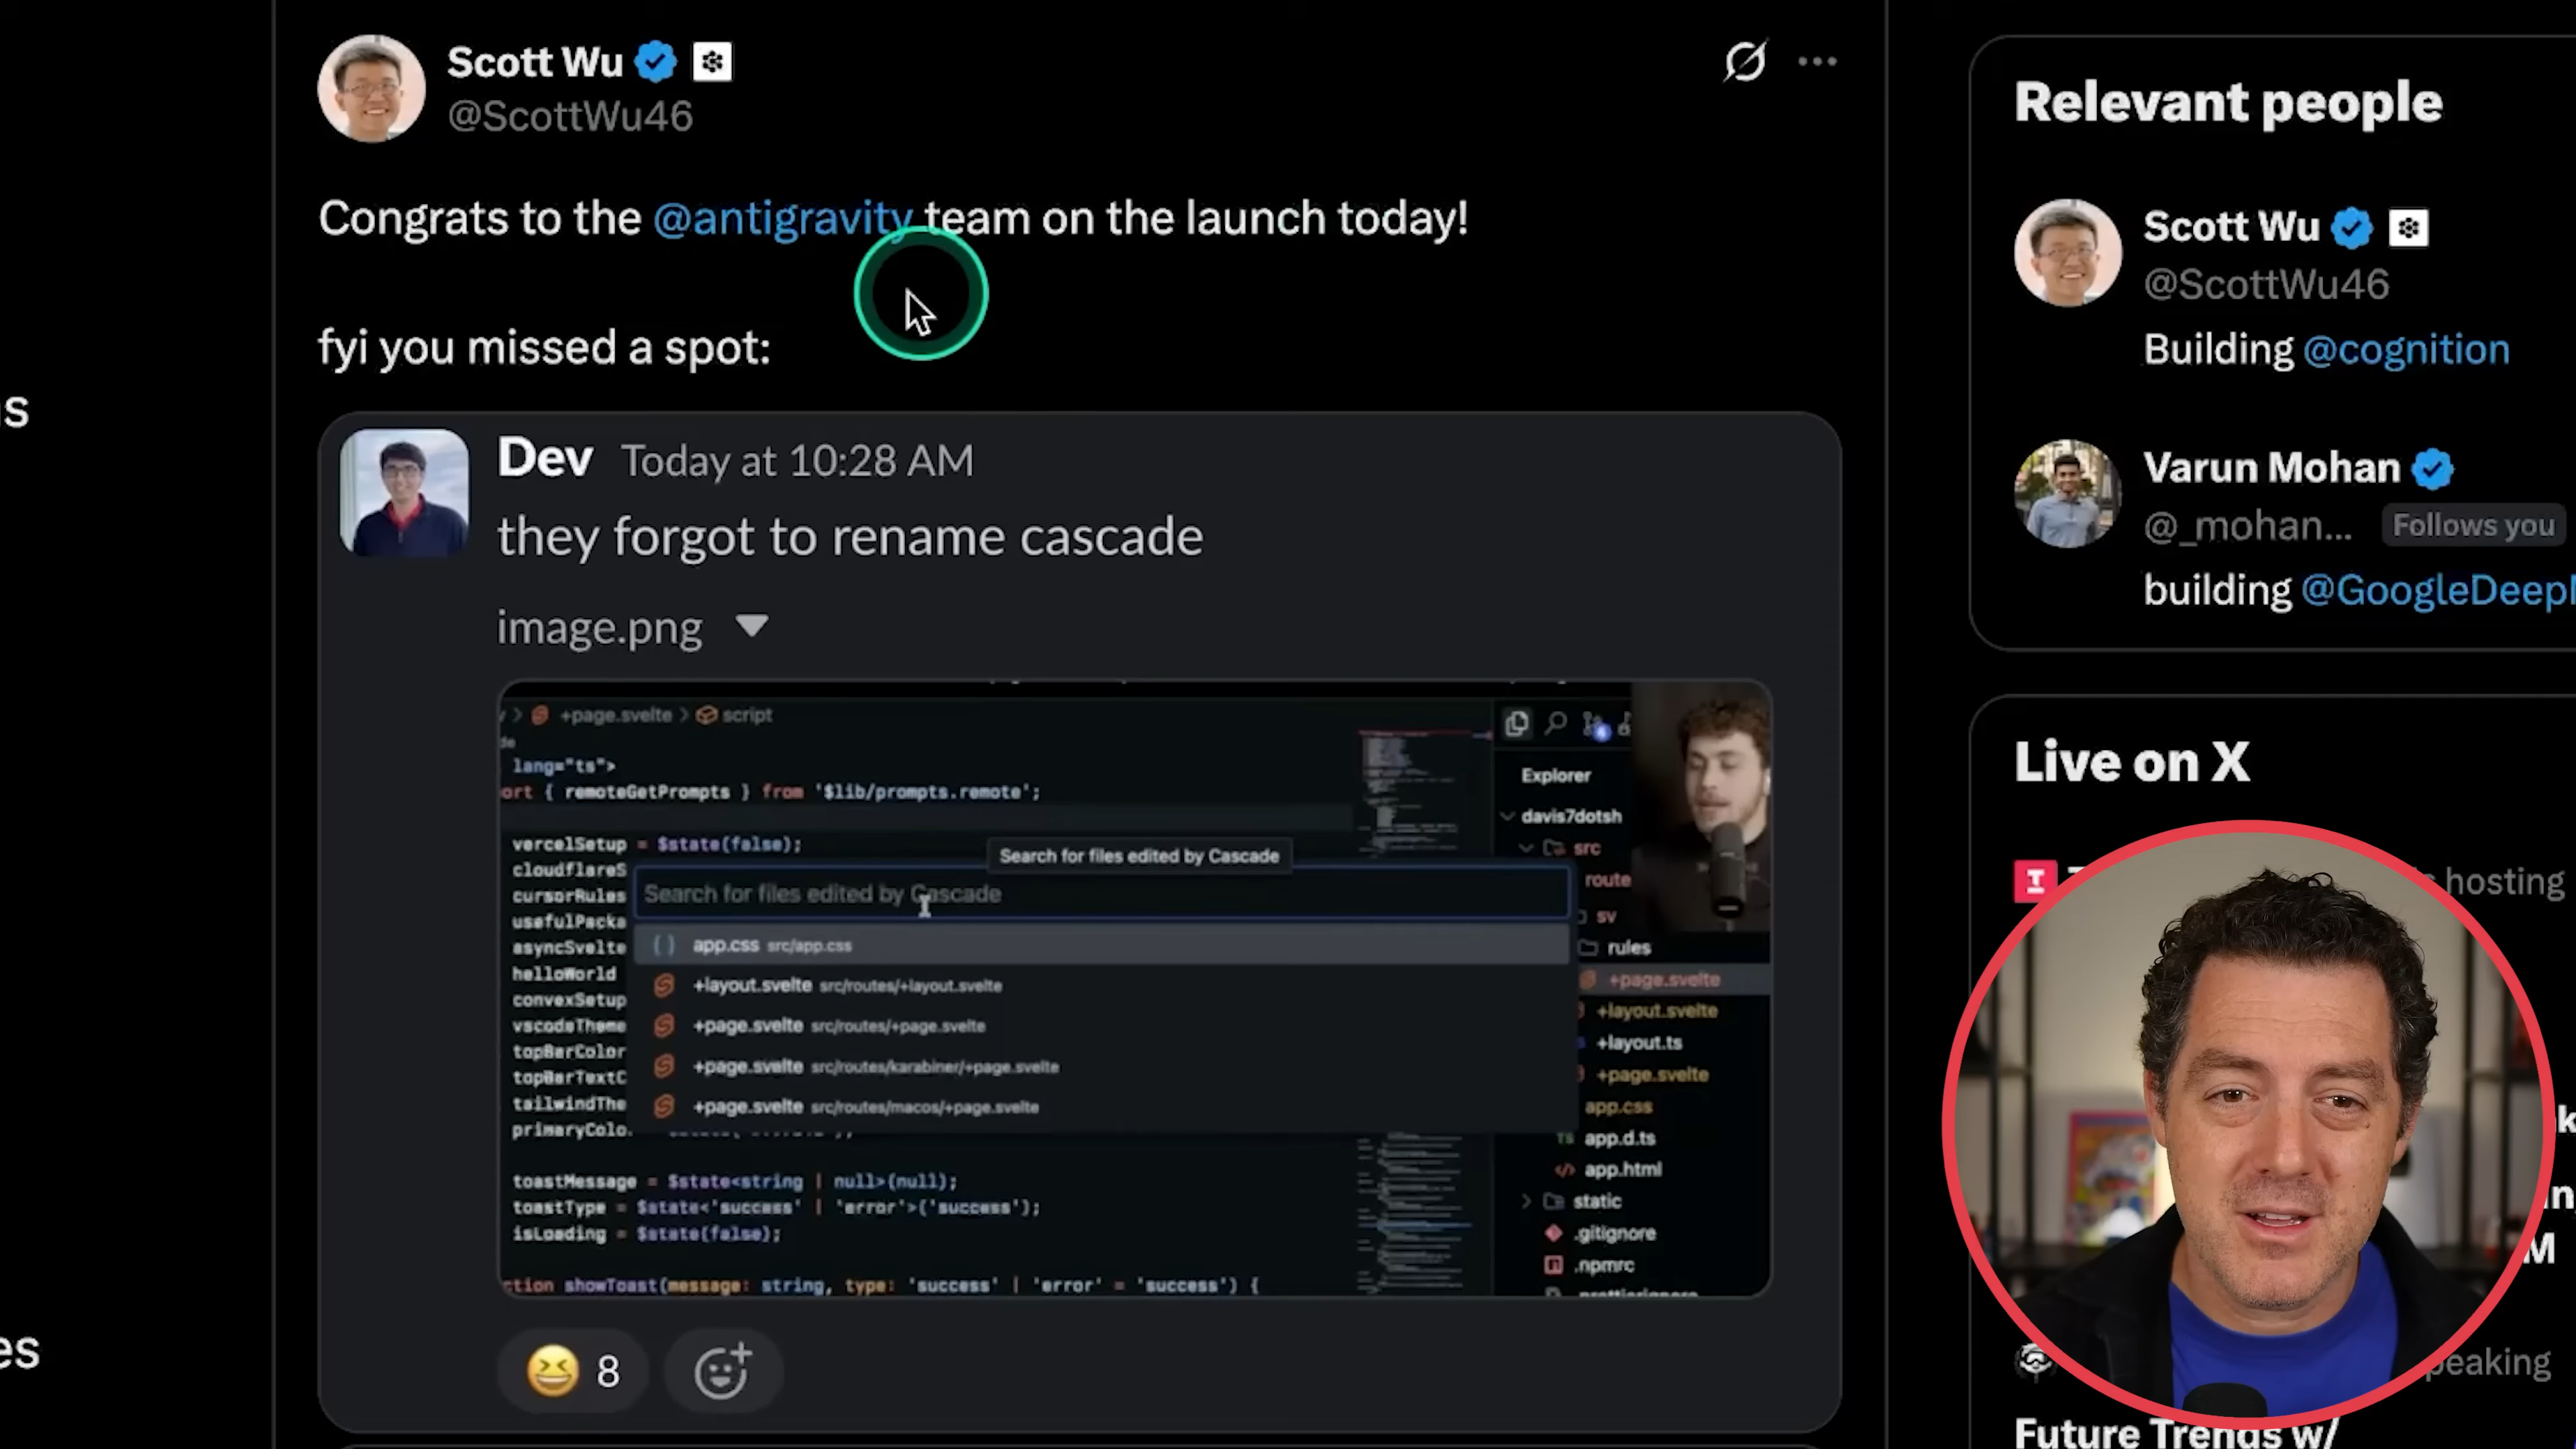 Scott Wu
@ScottWu46
Congrats to the @antigravity team on the launch today!
fyi you missed a spot:
Dev Today at 10:28 AM
they forgot to rename cascade
image.png
+page.svelte > script
lang="ts">
ort { remoteGetPrompts } from '$lib/prompts.remote';
vercelSetup = $state(false);
Search for files edited by Cascade
cloudflareS
Search for files edited by Cascade
cursorRules
usefulPacka
app.css src/app.css
asyncSvelte
helloWorld
+layout.svelte src/routes/+layout.svelte
convexSetup
vscodeTheme
+page.svelte src/routes/+page.svelte
topBarColor
+page.svelte src/routes/karabiner/+page.svelte
topBarTextC
tailwindThe
+page.svelte src/routes/macos/+page.svelte
primaryColo
toastMessage = $state<string | null>(null);
toastType = $state<'success' | 'error'>('success');
isLoading = $state(false);
ction showToast(message: string, type: 'success' | 'error' = 'success') {
Explorer
davis7dotsh
src
route
sv
rules
+page.svelte
+layout.svelte
+layout.ts
+page.svelte
app.css
TS app.d.ts
</> app.html
static
.gitignore
.npmrc
.prettierignore
8
Relevant people
Scott Wu
@ScottWu46
Building @cognition
Varun Mohan
@_mohan... Follows you
building @GoogleDeep
Live on X
hosting
peaking
Future Trends w/